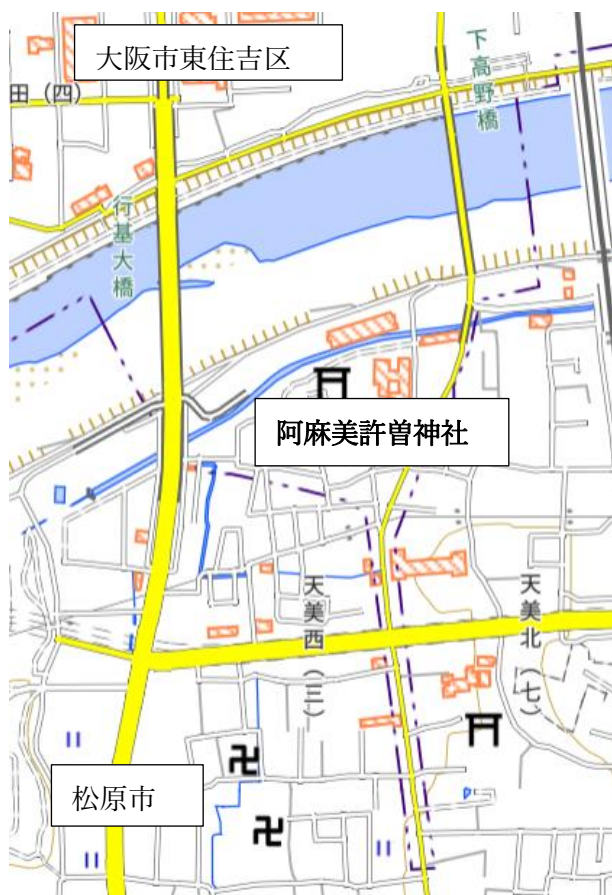 大阪市東住吉区
田（四）
下高野橋
行基大橋
阿麻美許曽神社
天美西（三）
天美北（七）
松原市